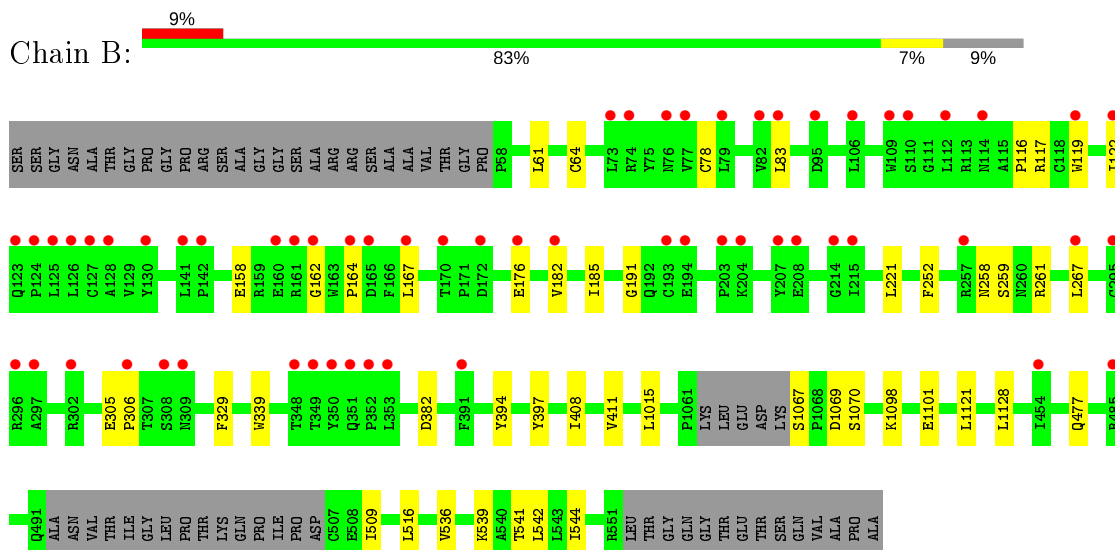 9%
Chain B:
83% 7% 9%
SER SER GLY ASN ALA THR GLY PRO GLY GLY PRO ARG SER ALA GLY GLY SER ALA ARG ARG SER ALA ALA VAL THR GLY PRO P58 L61 C64 L73 R74 Y75 N76 V77 C78 L79 V82 L83 D95 L106 W109 S110 G111 L112 R113 N114 A115 P116 R117 C118 W119 I122
Q123 P124 L125 L126 C127 A128 V129 Y130 L141 P142 E158 R159 E160 R161 G162 W163 P164 D165 F166 L167 T170 P171 D172 E176 V182 I185 G191 Q192 C193 E194 P203 K204 Y207 E208 G214 I215 L221 F252 R257 N258 S259 N260 R261 L267 C295
R296 A297 R302 E305 P306 T307 S308 N309 F329 W339 T348 T349 Y350 Q351 P352 L353 D382 F391 Y394 Y397 I408 V411 L1015 P1061 LYS LEU GLU ASP LYS S1067 P1068 D1069 S1070 K1098 E1101 L1121 L1128 I454 Q477 R485
Q491 ALA ASN VAL THR ILE GLY LEU PRO THR LYS GLN PRO ILE PRO ASP C507 E508 I509 L516 V536 K539 A540 T541 L542 L543 I544 R551 LEU THR GLY GLN GLY THR GLU THR SER GLN VAL ALA PRO ALA